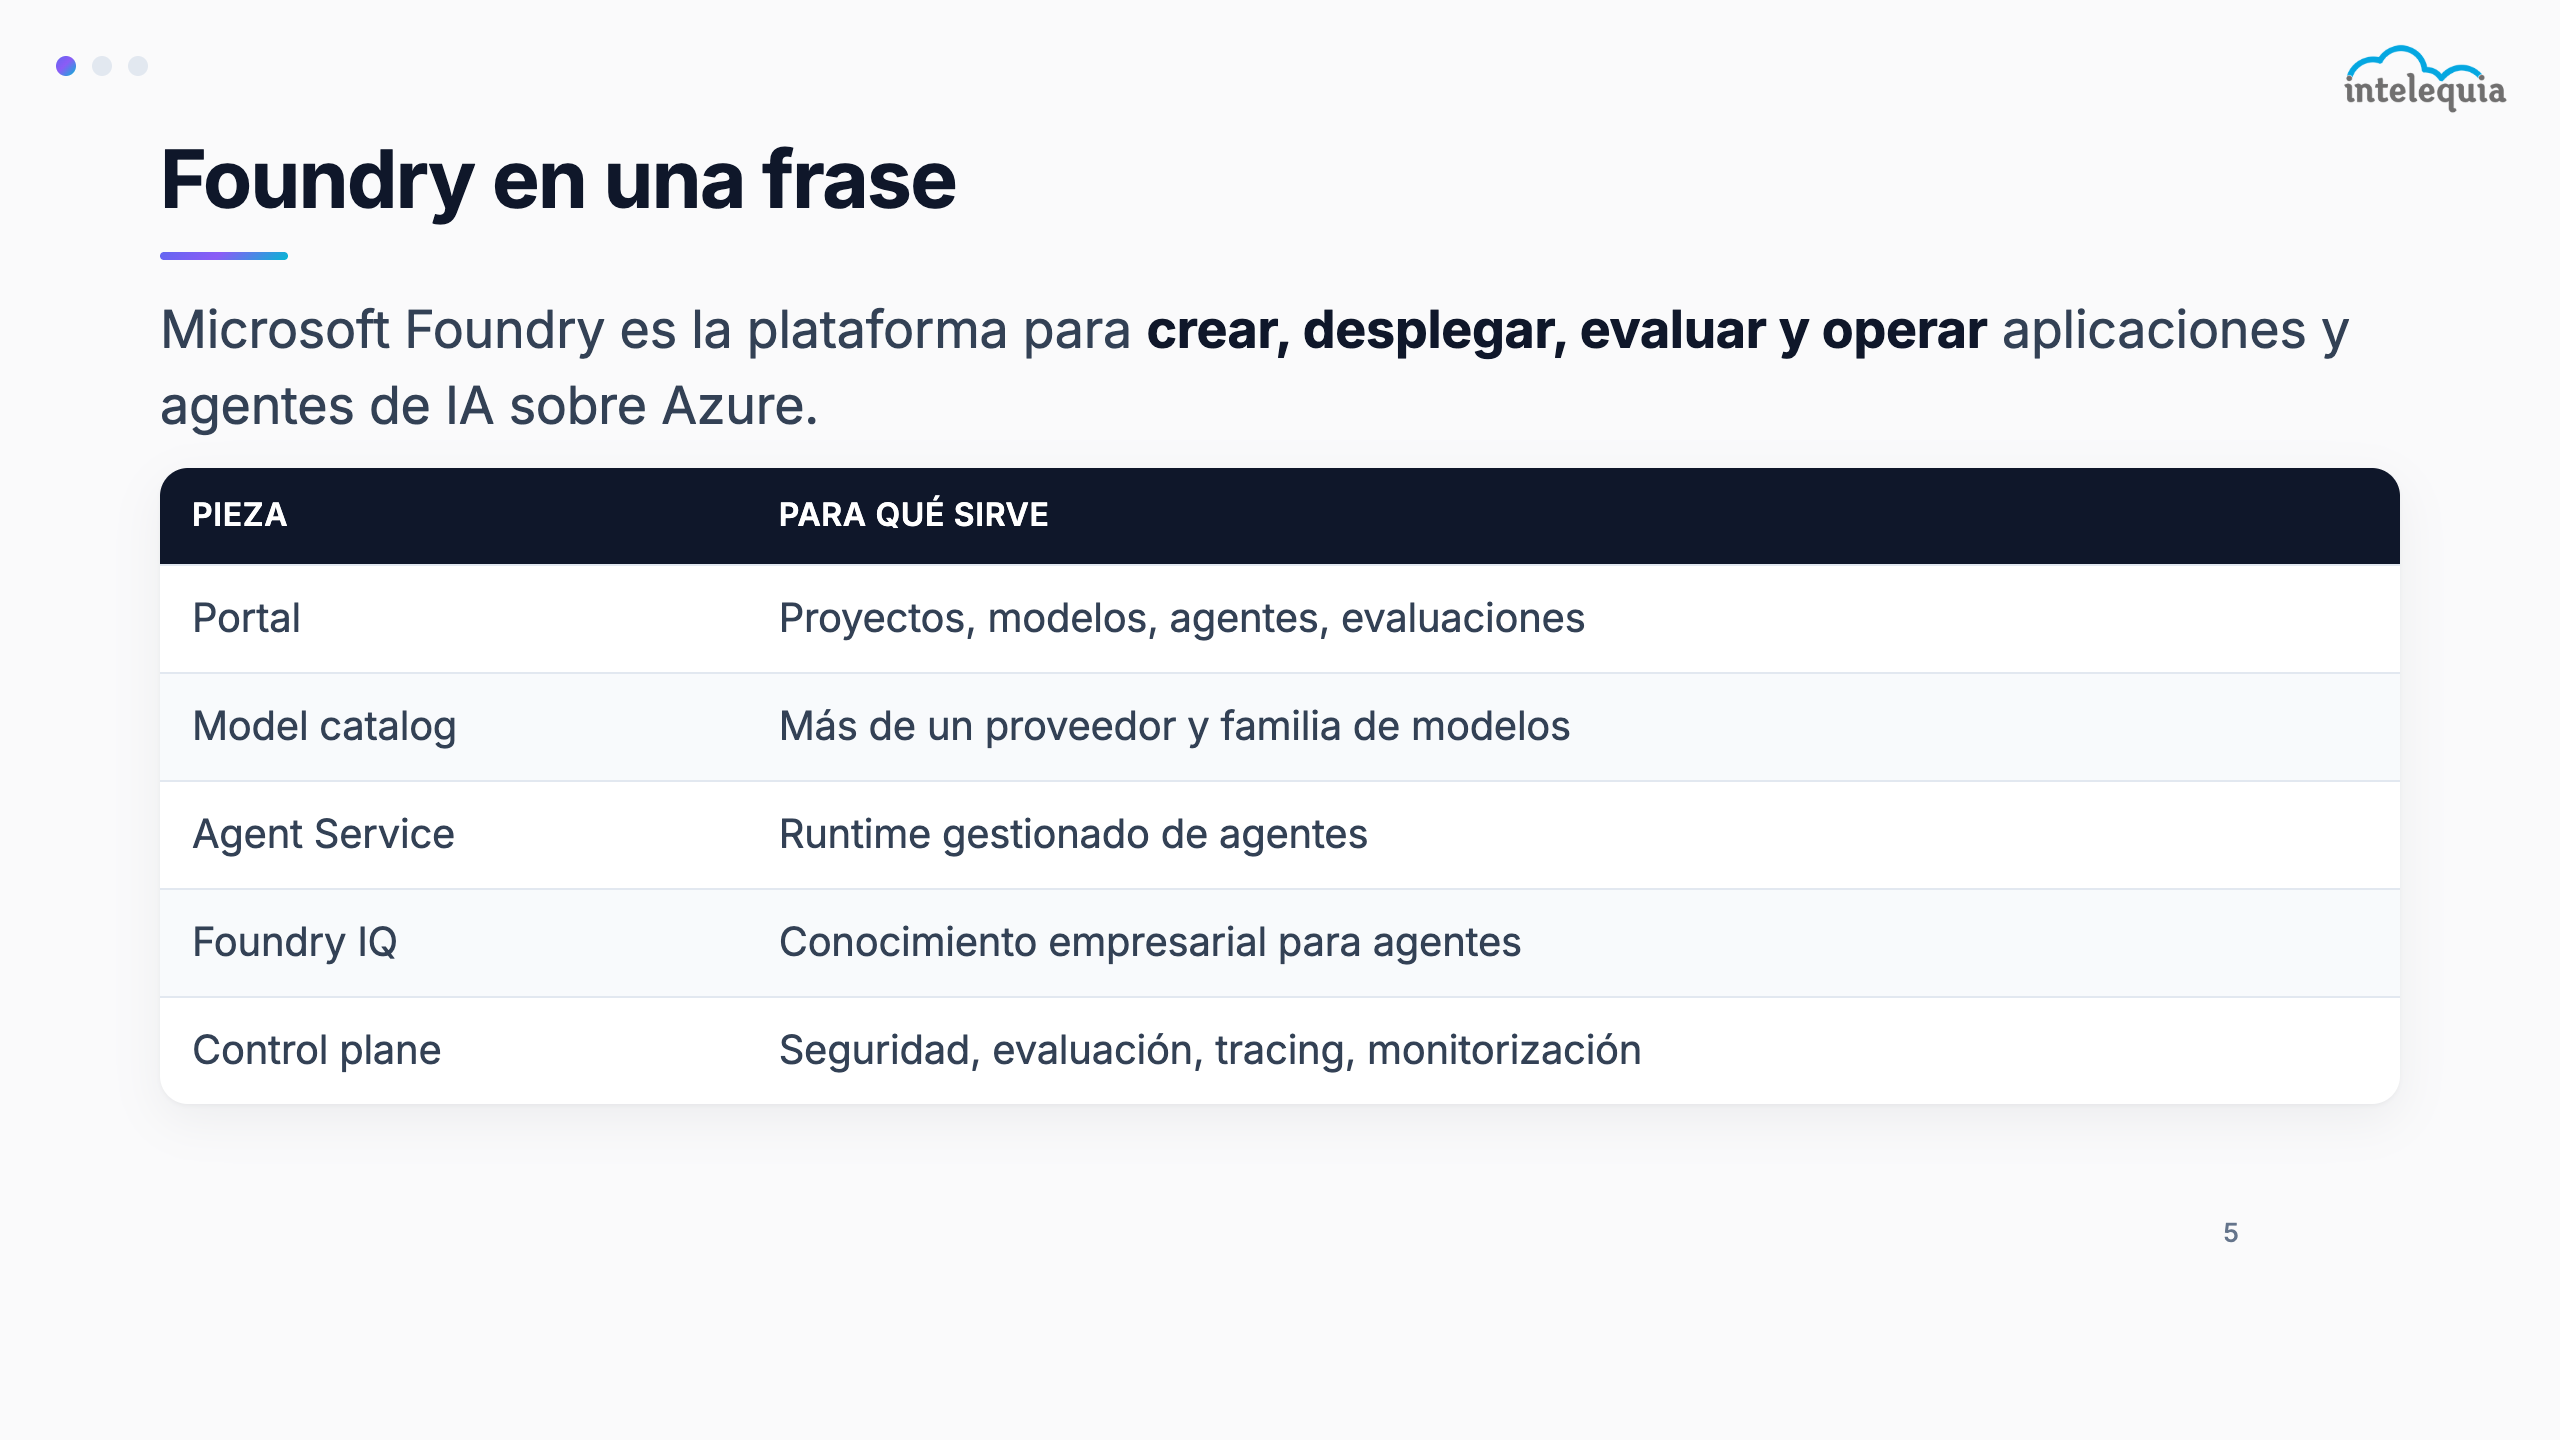 intelequia
Foundry en una frase
Microsoft Foundry es la plataforma para crear, desplegar, evaluar y operar aplicaciones y
agentes de IA sobre Azure.
PIEZA PARA QUÉ SIRVE
Portal Proyectos, modelos, agentes, evaluaciones
Model catalog Más de un proveedor y familia de modelos
Agent Service Runtime gestionado de agentes
Foundry IQ Conocimiento empresarial para agentes
Control plane Seguridad, evaluación, tracing, monitorización
5